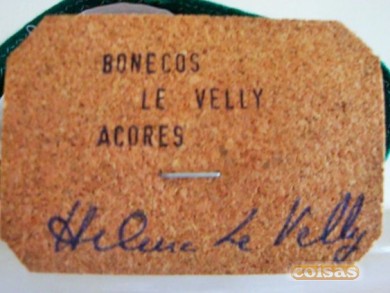 BONECOS
LE VELLY
ACORES
Helena Le Velly
coisas